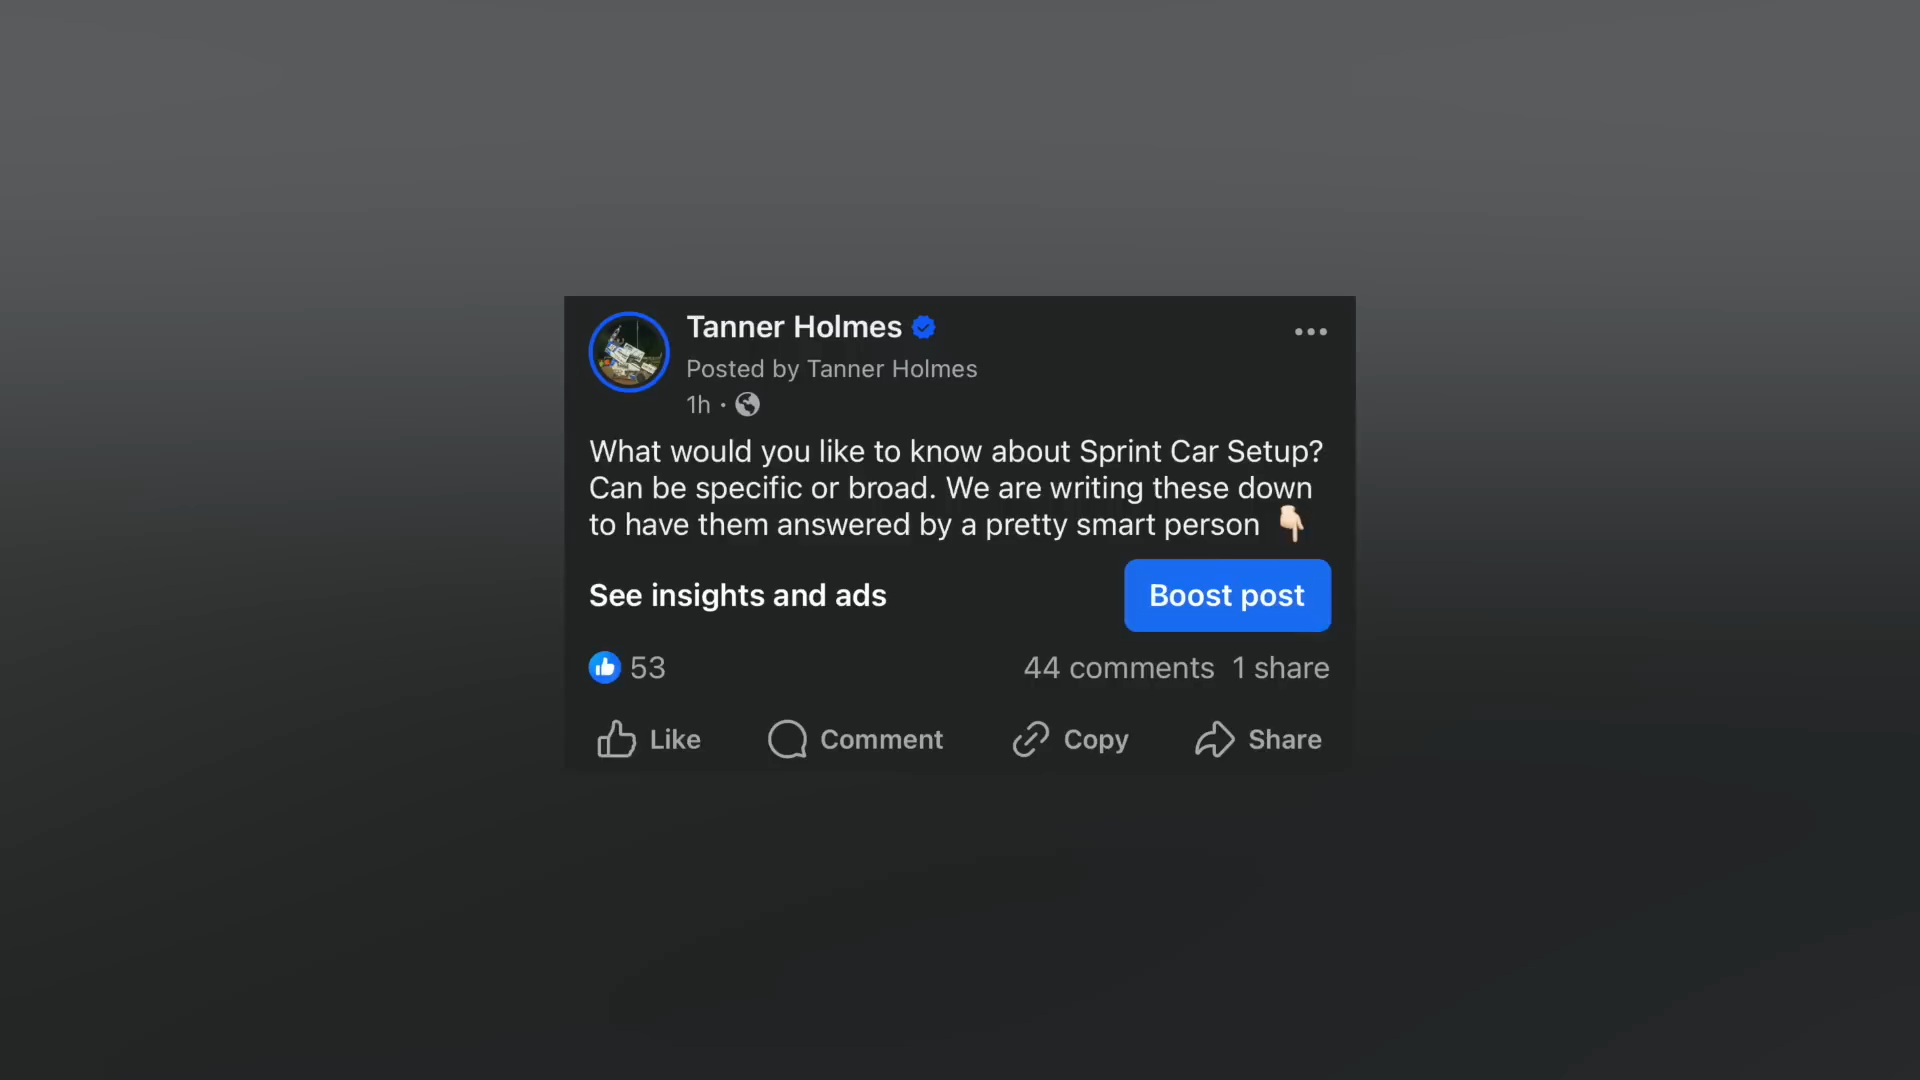 Tanner Holmes
Posted by Tanner Holmes
1h ·
What would you like to know about Sprint Car Setup?
Can be specific or broad. We are writing these down
to have them answered by a pretty smart person 👇🏻
See insights and ads
Boost post
53
44 comments 1 share
Like
Comment
Copy
Share